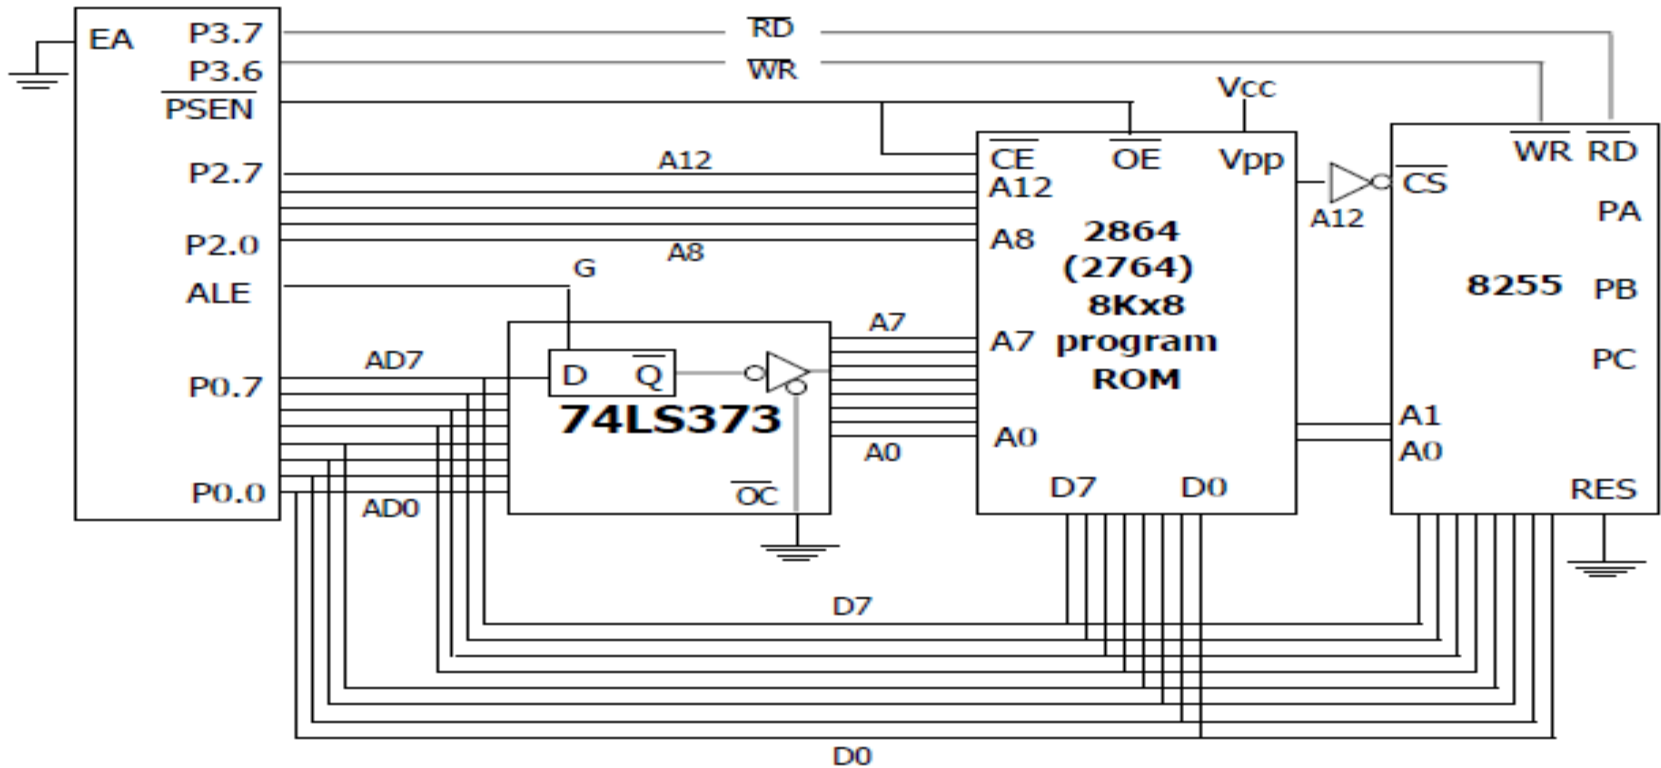 EA
P3.7
P3.6
PSEN
P2.7
P2.0
ALE
P0.7
P0.0
RD
WR
A12
A8
G
AD7
AD0
D
Q
74LS373
OC
A7
A0
Vcc
CE
OE
Vpp
A12
A8
2864
(2764)
8Kx8
A7
program
ROM
A0
D7
D0
A12
WR RD
CS
PA
8255
PB
PC
A1
A0
RES
D7
D0